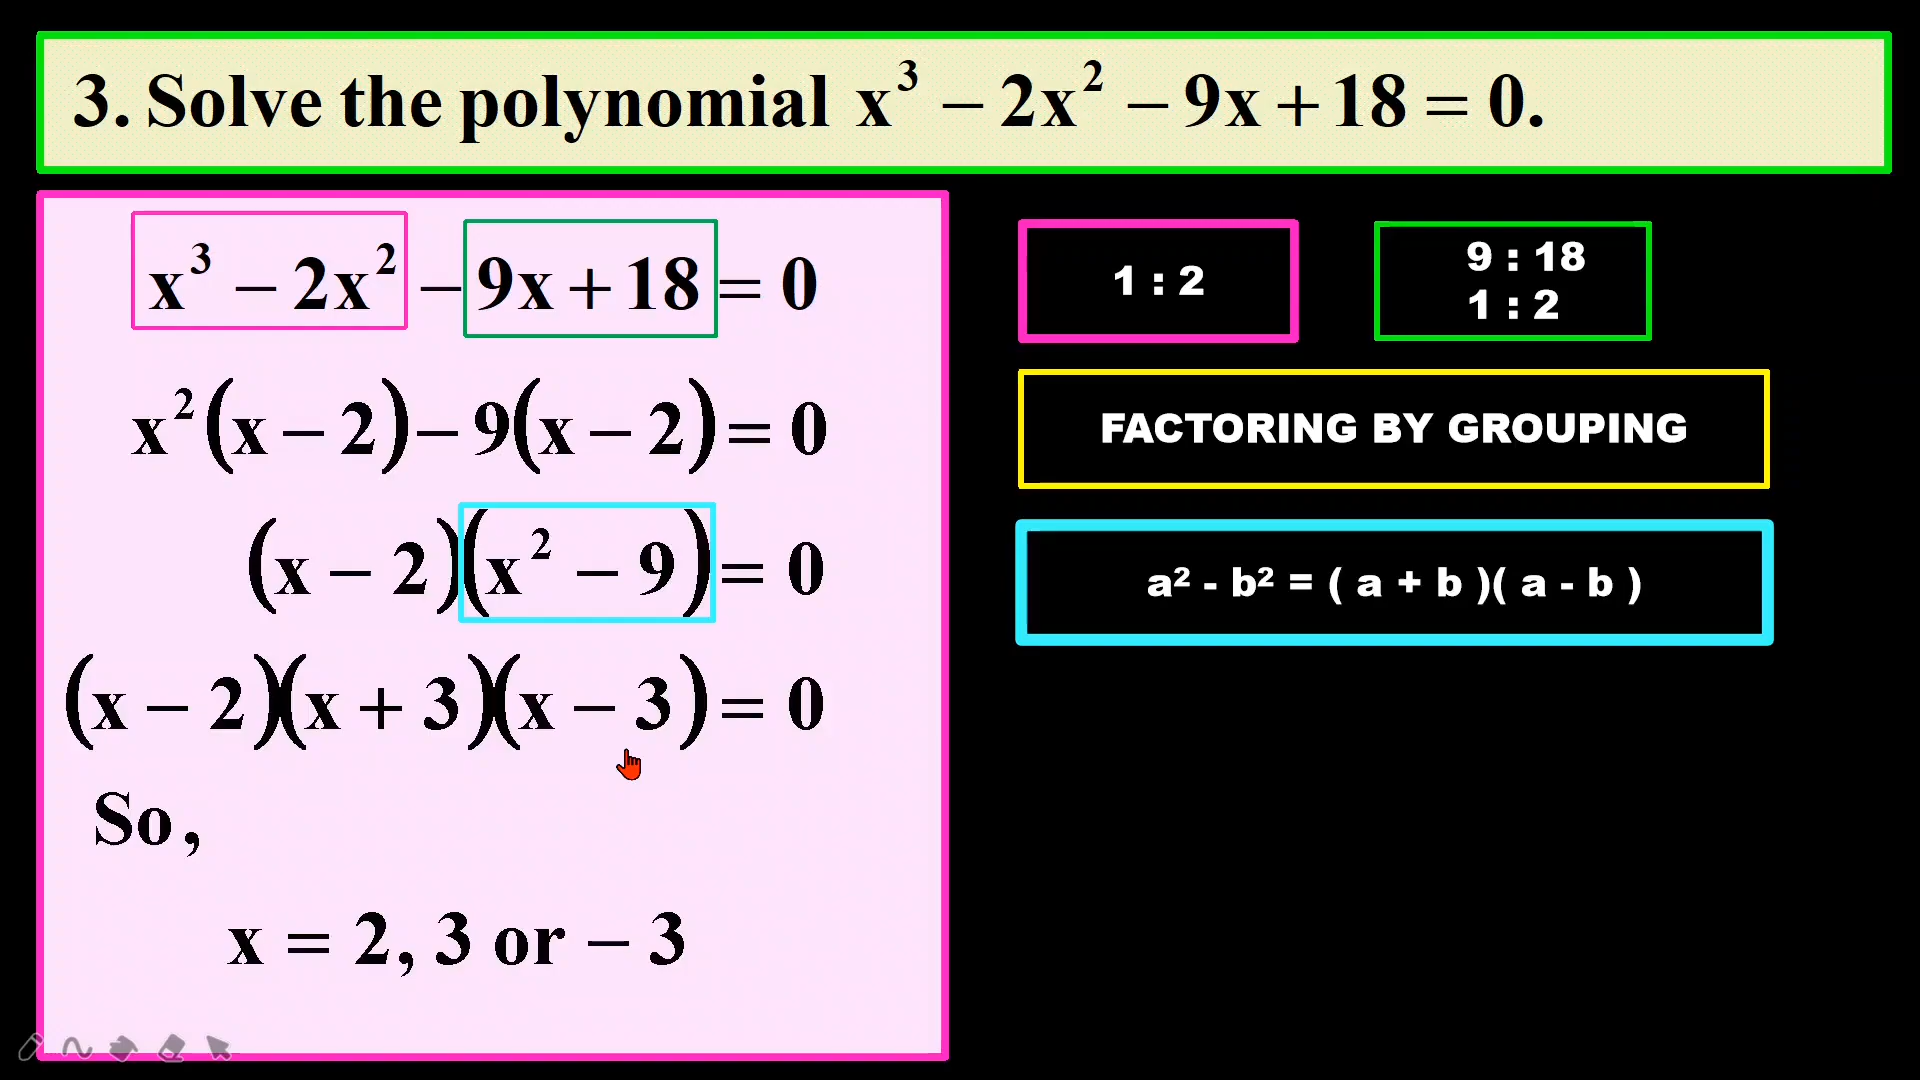 3. Solve the polynomial x³ − 2x² − 9x + 18 = 0.
x³ − 2x² − 9x + 18 = 0
x²(x − 2) − 9(x − 2) = 0
(x − 2)(x² − 9) = 0
(x − 2)(x + 3)(x − 3) = 0
So,
x = 2, 3 or − 3
1 : 2
9 : 18
1 : 2
FACTORING BY GROUPING
a² - b² = ( a + b )( a - b )